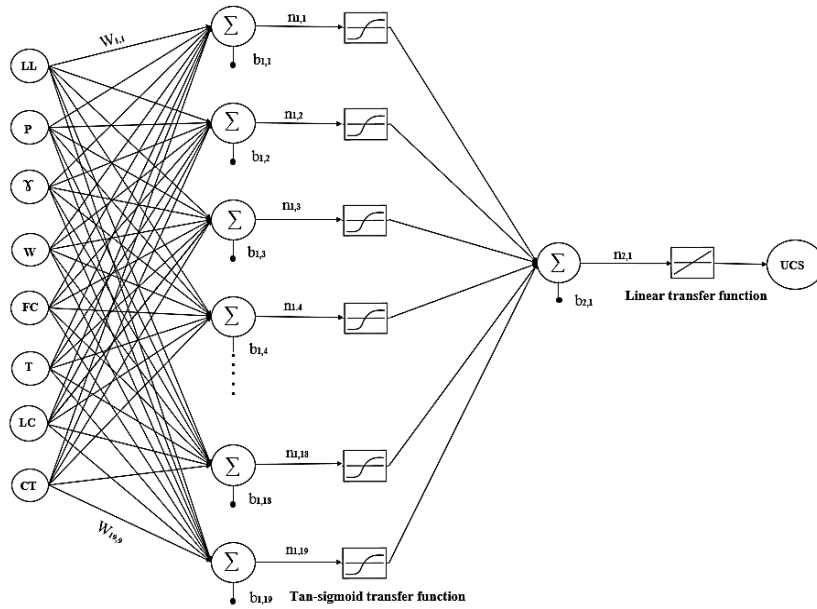 LL
P
ɤ
W
FC
T
LC
CT
W1,1
W19,9
Σ
b1,1
n1,1
Σ
b1,2
n1,2
Σ
b1,3
n1,3
Σ
b1,4
n1,4
Σ
b1,18
n1,18
Σ
b1,19
n1,19
Tan-sigmoid transfer function
Σ
b2,1
n2,1
Linear transfer function
UCS